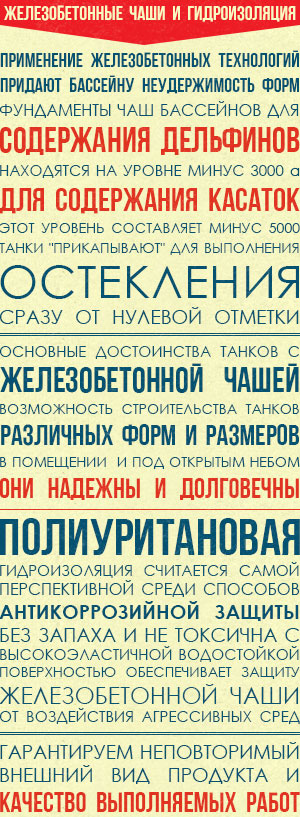 ЖЕЛЕЗОБЕТОННЫЕ ЧАШИ И ГИДРОИЗОЛЯЦИЯ
ПРИМЕНЕНИЕ ЖЕЛЕЗОБЕТОННЫХ ТЕХНОЛОГИЙ
ПРИДАЮТ БАССЕЙНУ НЕУДЕРЖИМОСТЬ ФОРМ
ФУНДАМЕНТЫ ЧАШ БАССЕЙНОВ ДЛЯ
СОДЕРЖАНИЯ ДЕЛЬФИНОВ
НАХОДЯТСЯ НА УРОВНЕ МИНУС 3000 а
ДЛЯ СОДЕРЖАНИЯ КАСАТОК
ЭТОТ УРОВЕНЬ СОСТАВЛЯЕТ МИНУС 5000
ТАНКИ "ПРИКАПЫВАЮТ" ДЛЯ ВЫПОЛНЕНИЯ
ОСТЕКЛЕНИЯ
СРАЗУ ОТ НУЛЕВОЙ ОТМЕТКИ
ОСНОВНЫЕ ДОСТОИНСТВА ТАНКОВ С
ЖЕЛЕЗОБЕТОННОЙ ЧАШЕЙ
ВОЗМОЖНОСТЬ СТРОИТЕЛЬСТВА ТАНКОВ
РАЗЛИЧНЫХ ФОРМ И РАЗМЕРОВ
В ПОМЕЩЕНИИ И ПОД ОТКРЫТЫМ НЕБОМ
ОНИ НАДЕЖНЫ И ДОЛГОВЕЧНЫ
ПОЛИУРИТАНОВАЯ
ГИДРОИЗОЛЯЦИЯ СЧИТАЕТСЯ САМОЙ
ПЕРСПЕКТИВНОЙ СРЕДИ СПОСОБОВ
АНТИКОРРОЗИЙНОЙ ЗАЩИТЫ
БЕЗ ЗАПАХА И НЕ ТОКСИЧНА С
ВЫСОКОЭЛАСТИЧНОЙ ВОДОСТОЙКОЙ
ПОВЕРХНОСТЬЮ ОБЕСПЕЧИВАЕТ ЗАЩИТУ
ЖЕЛЕЗОБЕТОННОЙ ЧАШИ
ОТ ВОЗДЕЙСТВИЯ АГРЕССИВНЫХ СРЕД
ГАРАНТИРУЕМ НЕПОВТОРИМЫЙ
ВНЕШНИЙ ВИД ПРОДУКТА И
КАЧЕСТВО ВЫПОЛНЯЕМЫХ РАБОТ